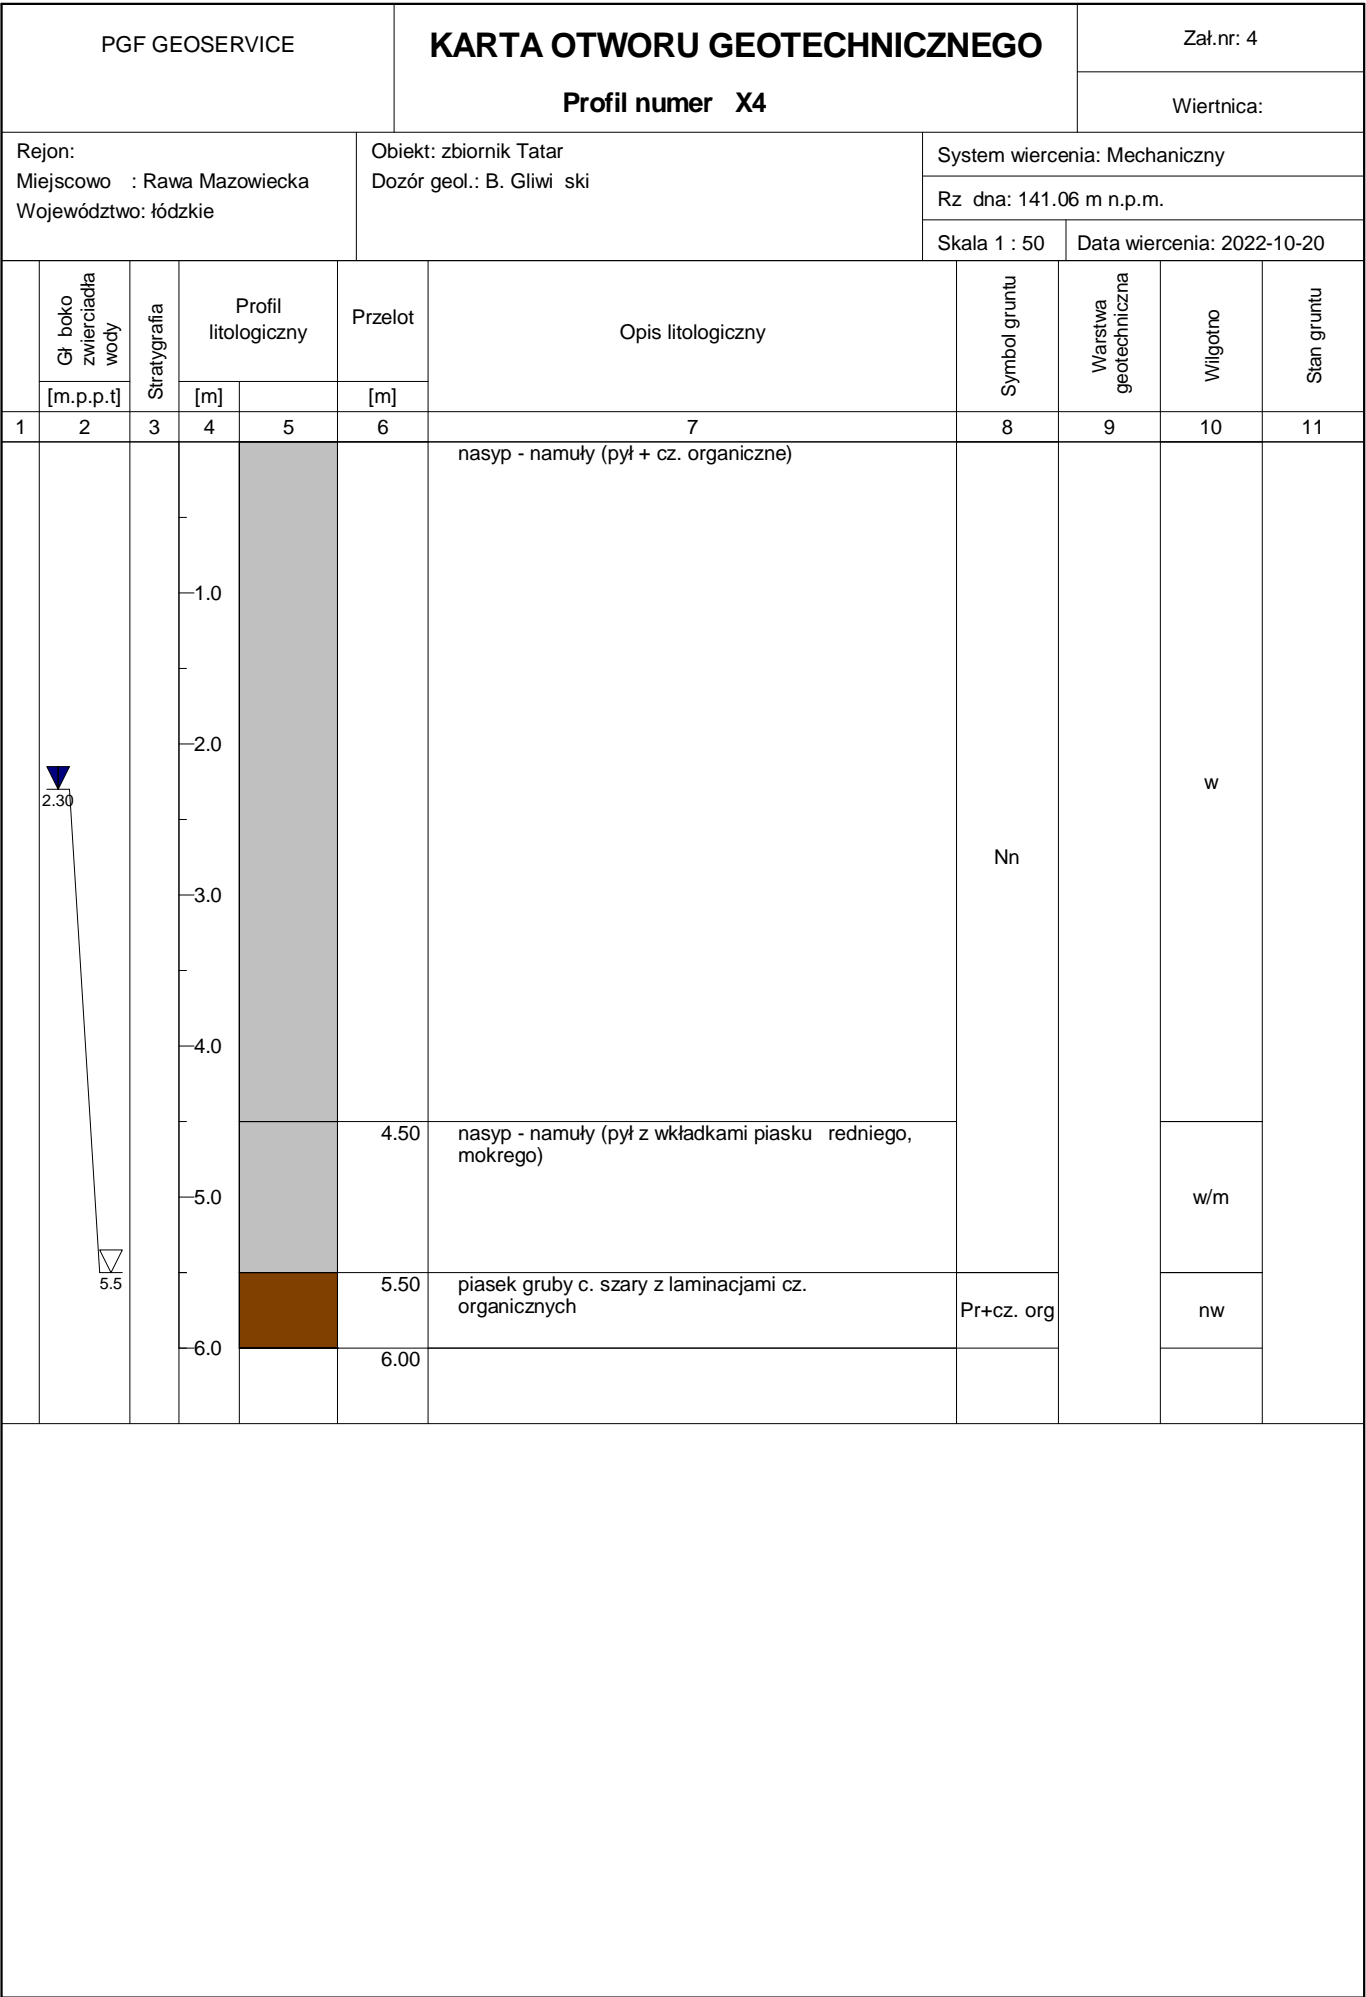 PGF GEOSERVICE
KARTA OTWORU GEOTECHNICZNEGO
Profil numer X4
Zał.nr: 4
Wiertnica:
Rejon:
Miejscowo : Rawa Mazowiecka
Województwo: łódzkie
Obiekt: zbiornik Tatar
Dozór geol.: B. Gliwi ski
System wiercenia: Mechaniczny
Rz dna: 141.06 m n.p.m.
Skala 1 : 50
Data wiercenia: 2022-10-20
Gł boko
zwierciadła
wody
[m.p.p.t]
Stratygrafia
Profil
litologiczny
[m]
Przelot
[m]
Opis litologiczny
Symbol gruntu
Warstwa
geotechniczna
Wilgotno
Stan gruntu
1 2 3 4 5 6 7 8 9 10 11
nasyp - namuły (pył + cz. organiczne)
1.0
2.0
2.30
w
Nn
3.0
4.0
4.50
nasyp - namuły (pył z wkładkami piasku redniego,
mokrego)
5.0
w/m
5.5
5.50
piasek gruby c. szary z laminacjami cz.
organicznych
Pr+cz. org
nw
6.0
6.00